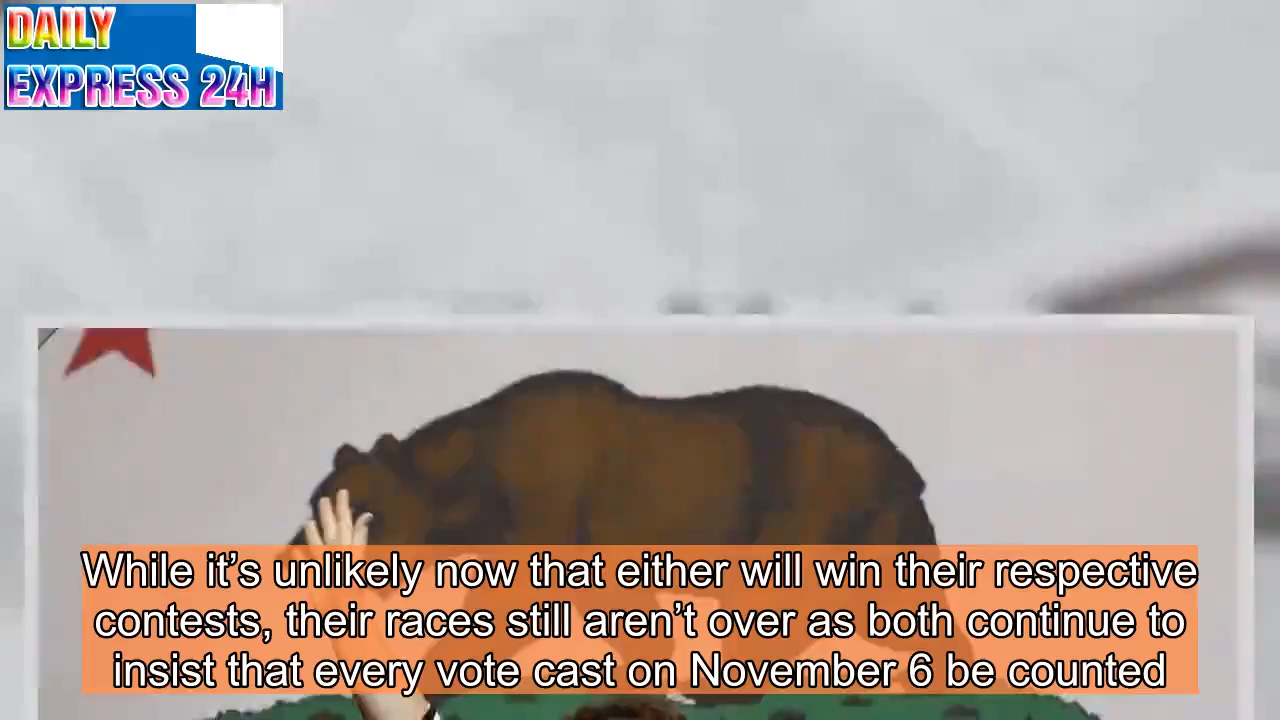 DAILY
EXPRESS 24H
While it’s unlikely now that either will win their respective
contests, their races still aren’t over as both continue to
insist that every vote cast on November 6 be counted